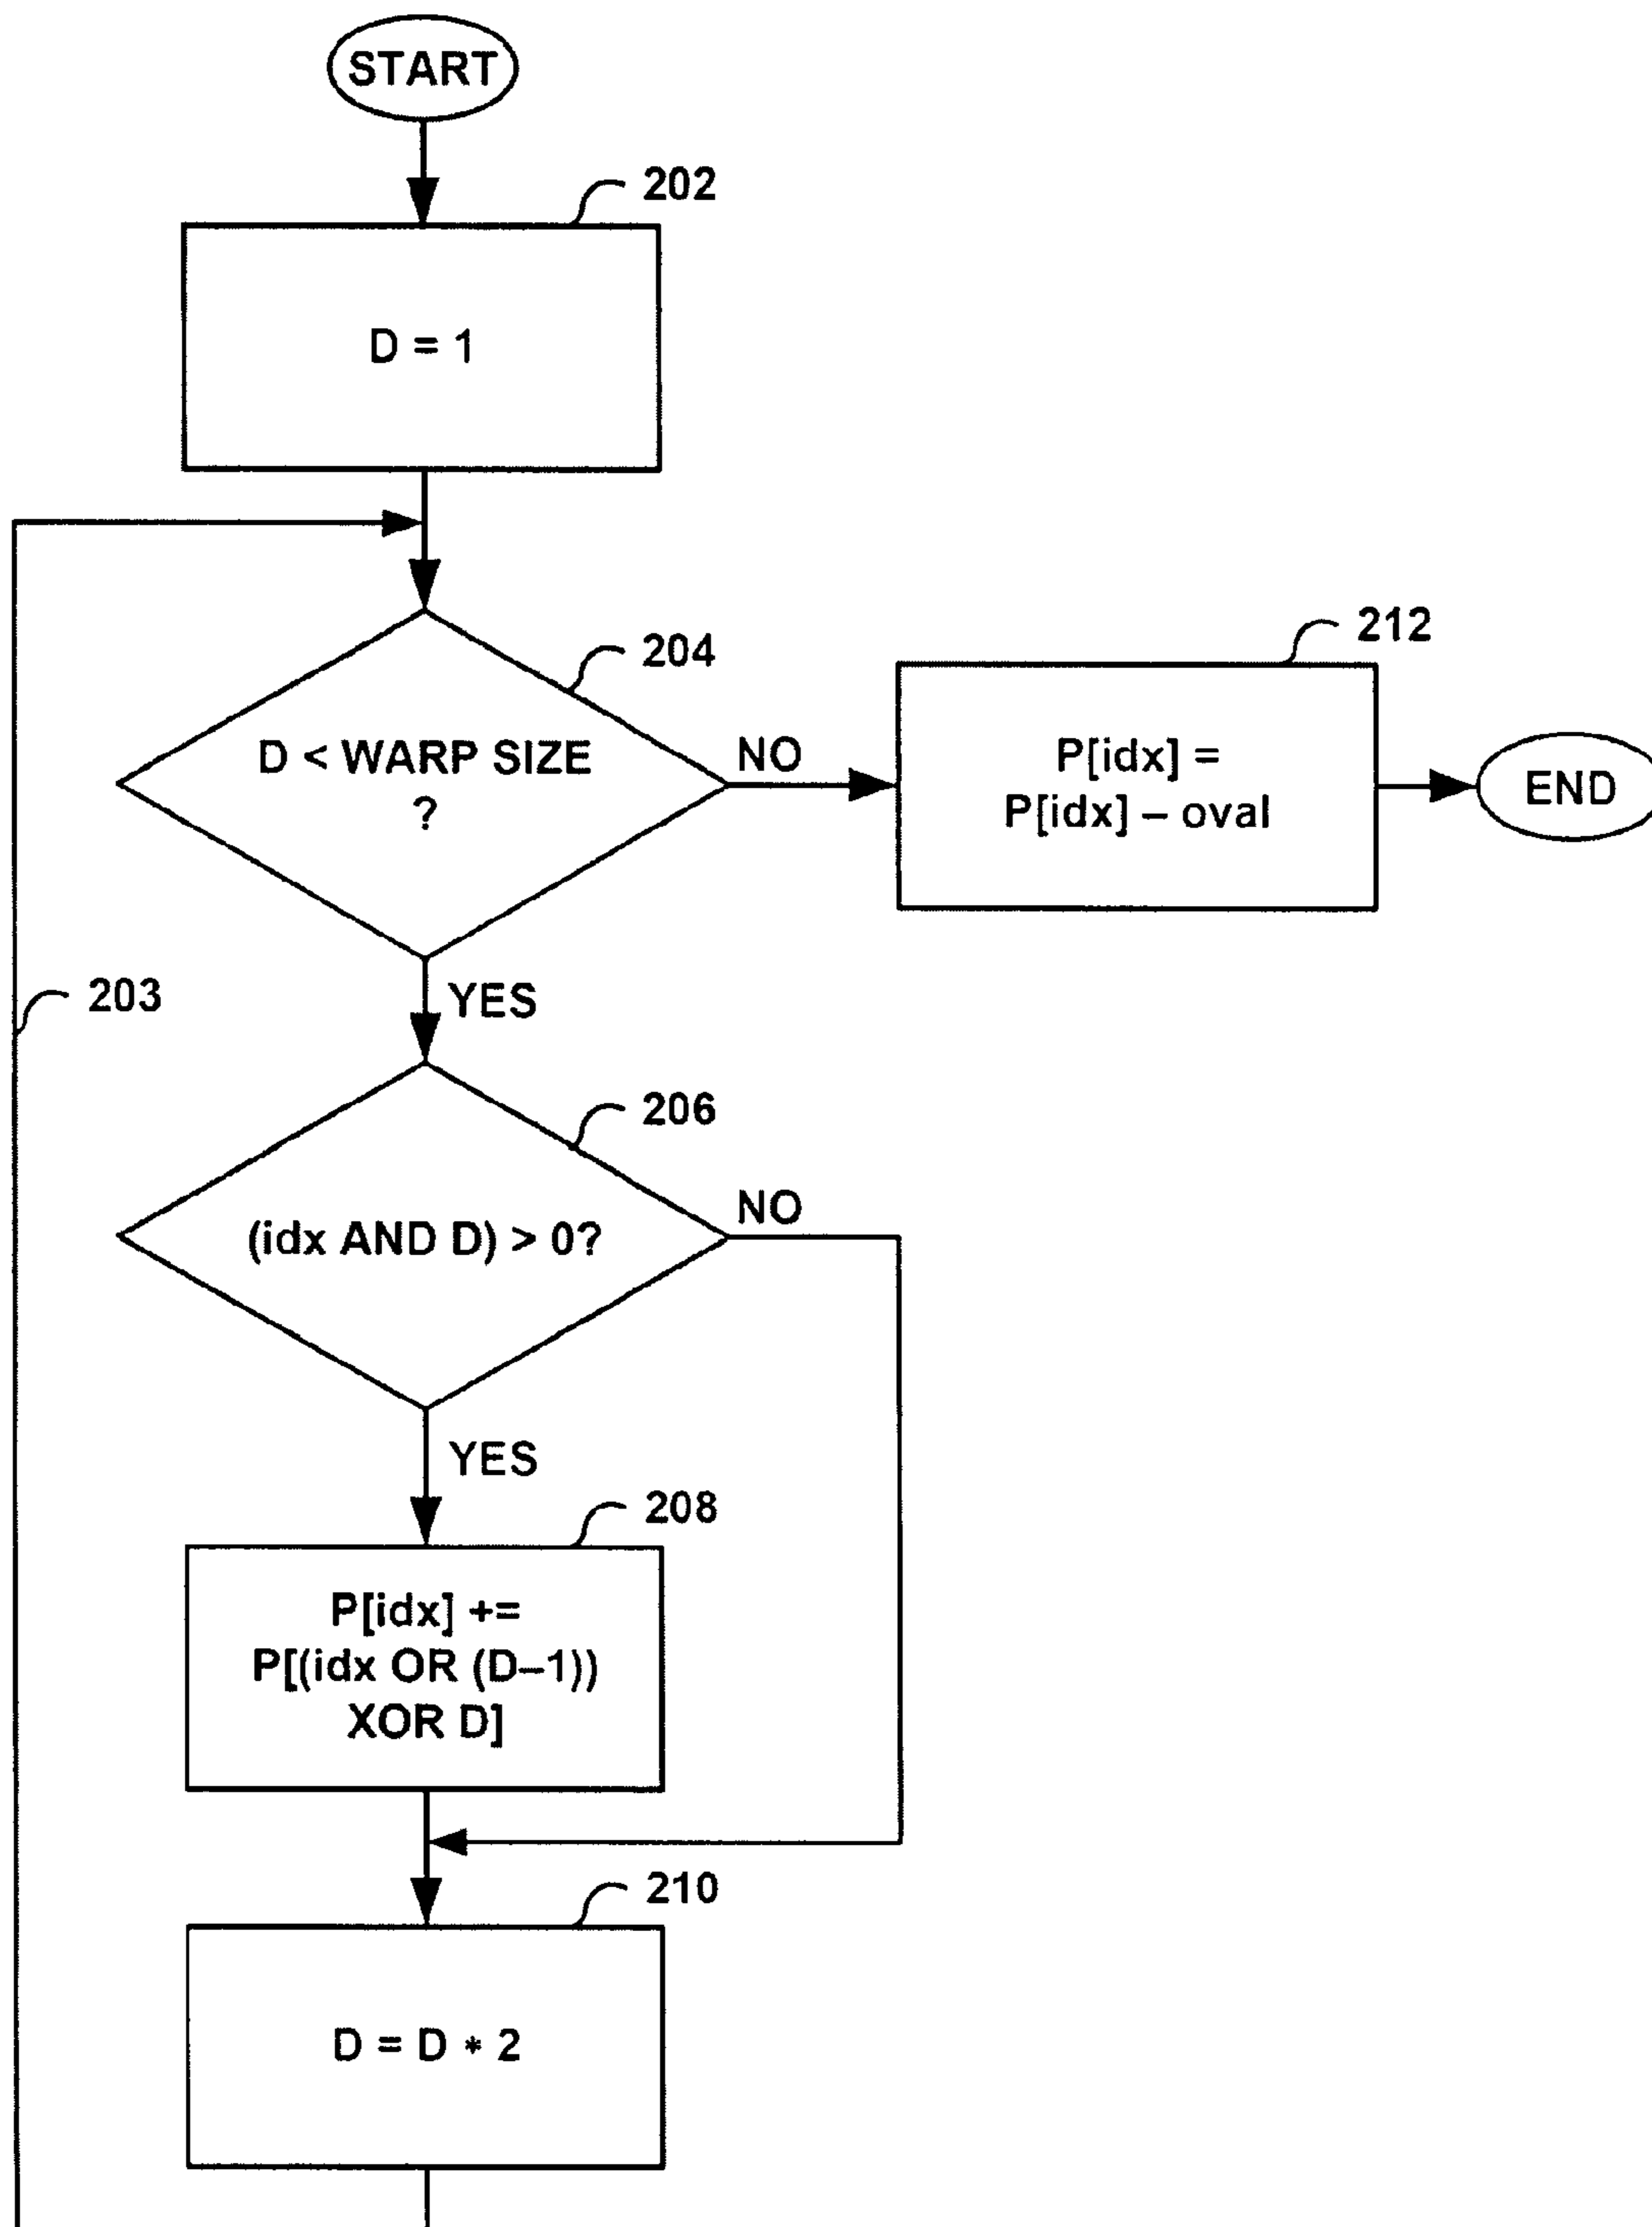 START
202
D = 1
204
D < WARP SIZE
?
NO
212
P[idx] =
P[idx] – oval
END
203
YES
206
(idx AND D) > 0?
NO
YES
208
P[idx] +=
P[(idx OR (D–1))
XOR D]
210
D = D * 2